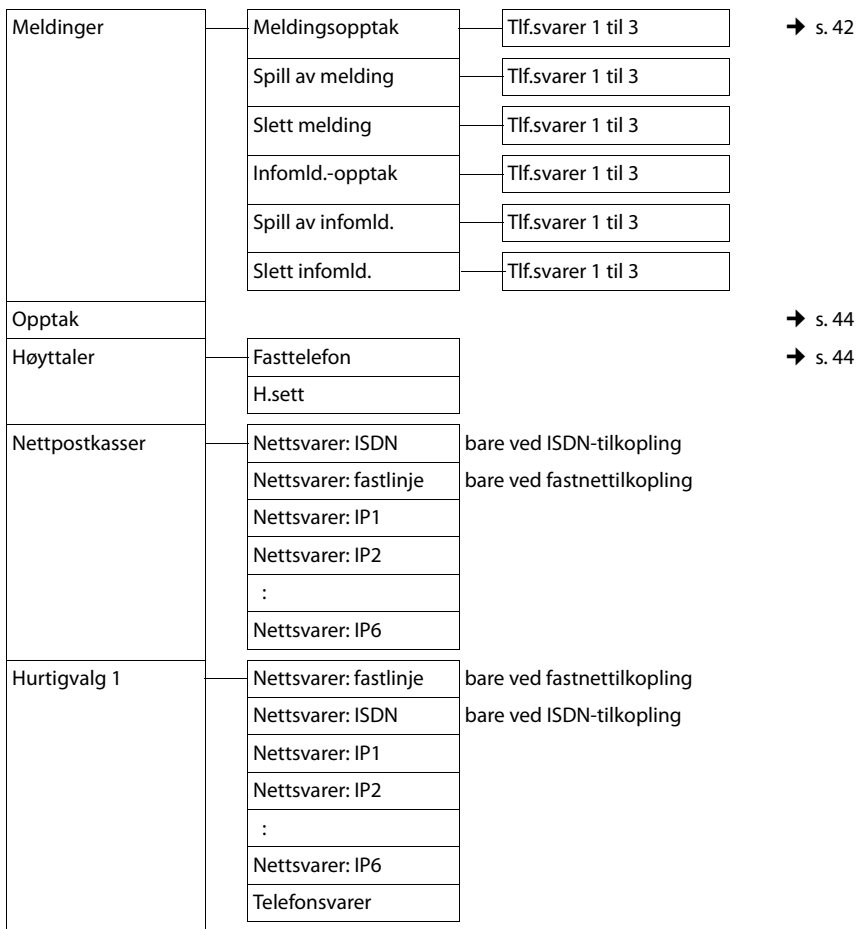 Meldinger Meldingsopptak Tlf.svarer 1 til 3 ➔ s. 42
Spill av melding Tlf.svarer 1 til 3
Slett melding Tlf.svarer 1 til 3
Infomld.-opptak Tlf.svarer 1 til 3
Spill av infomld. Tlf.svarer 1 til 3
Slett infomld. Tlf.svarer 1 til 3
Opptak ➔ s. 44
Høyttaler Fasttelefon ➔ s. 44
H.sett
Nettpostkasser Nettsvarer: ISDN bare ved ISDN-tilkopling
Nettsvarer: fastlinje bare ved fastnettilkopling
Nettsvarer: IP1
Nettsvarer: IP2
:
Nettsvarer: IP6
Hurtigvalg 1 Nettsvarer: fastlinje bare ved fastnettilkopling
Nettsvarer: ISDN bare ved ISDN-tilkopling
Nettsvarer: IP1
Nettsvarer: IP2
:
Nettsvarer: IP6
Telefonsvarer